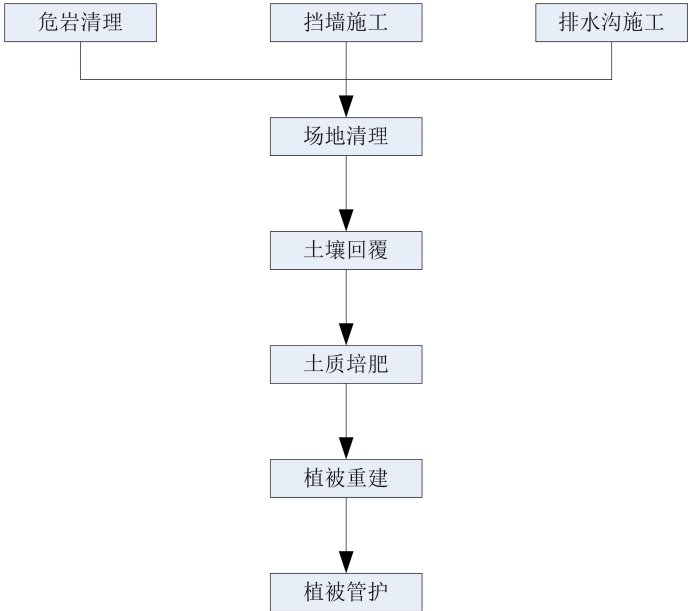 危岩清理
挡墙施工
排水沟施工
场地清理
土壤回覆
土质培肥
植被重建
植被管护